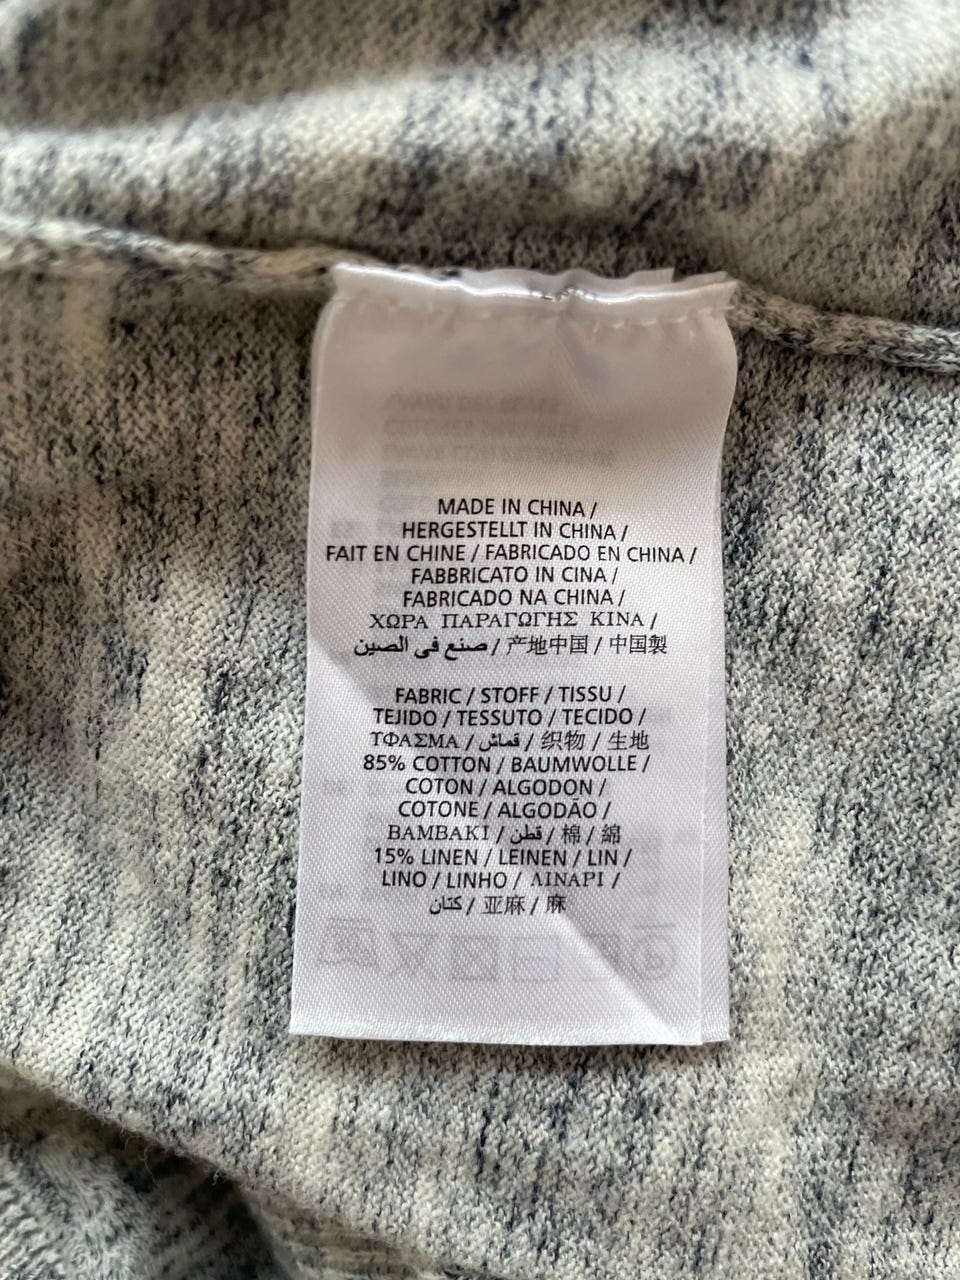 MADE IN CHINA /
HERGESTELLT IN CHINA /
FAIT EN CHINE / FABRICADO EN CHINA /
FABBRICATO IN CINA /
FABRICADO NA CHINA /
ΧΩΡΑ ΠΑΡΑΓΩΓΗΣ ΚΙΝΑ /
صنع في الصين / 产地中国 / 中国製
FABRIC / STOFF / TISSU /
TEJIDO / TESSUTO / TECIDO /
ΥΦΑΣΜΑ / قماش / 织物 / 生地
85% COTTON / BAUMWOLLE /
COTON / ALGODON /
COTONE / ALGODÃO /
ΒΑΜΒΑΚΙ / قطن / 棉 / 綿
15% LINEN / LEINEN / LIN /
LINO / LINHO / ΛΙΝΑΡΙ /
كتان / 亚麻 / 麻